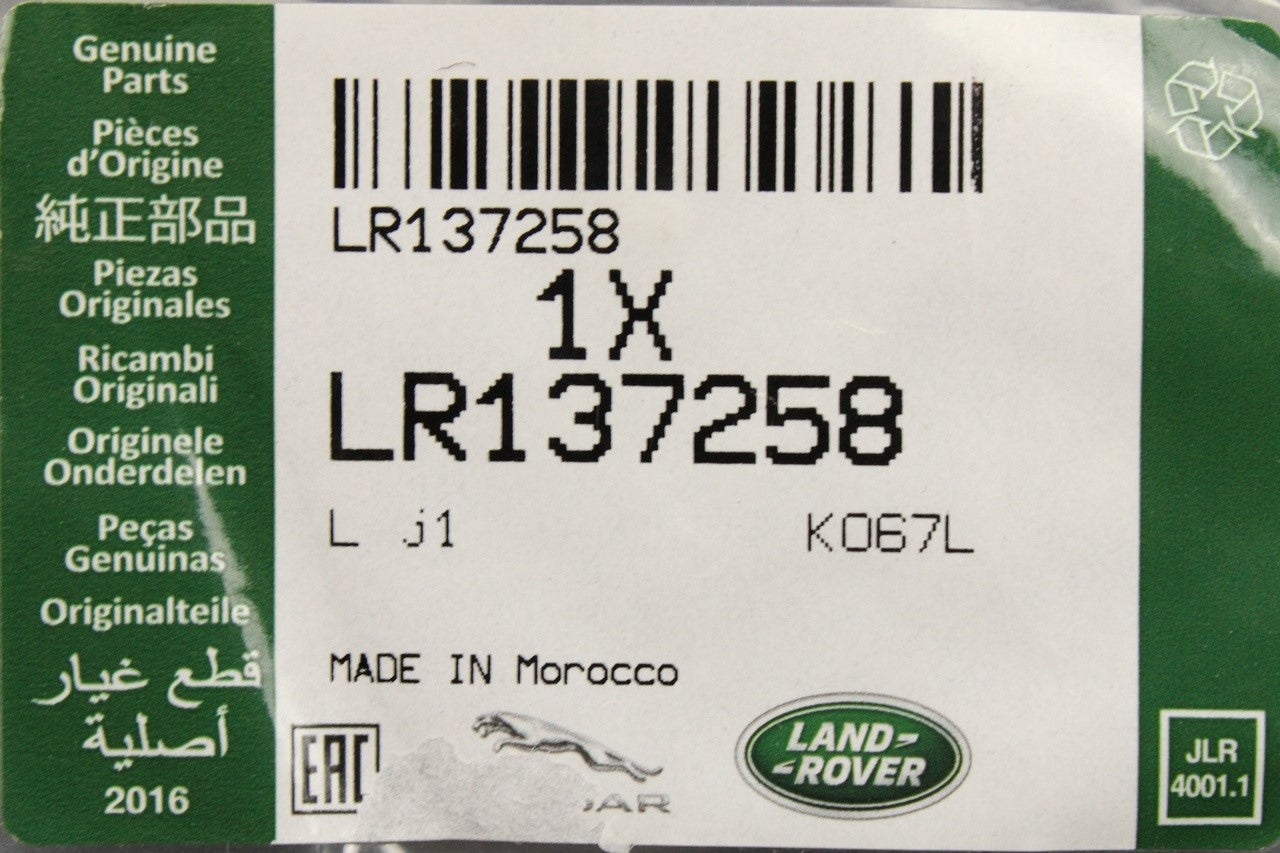 Genuine
Parts
Pièces
d'Origine
純正部品
Piezas
Originales
Ricambi
Originali
Originele
Onderdelen
Peças
Genuinas
Originalteile
قطع غيار
أصلية
2016
LR137258
1X
LR137258
L j1
K067L
MADE IN Morocco
EAC
LAND-
-ROVER
JLR
4001.1